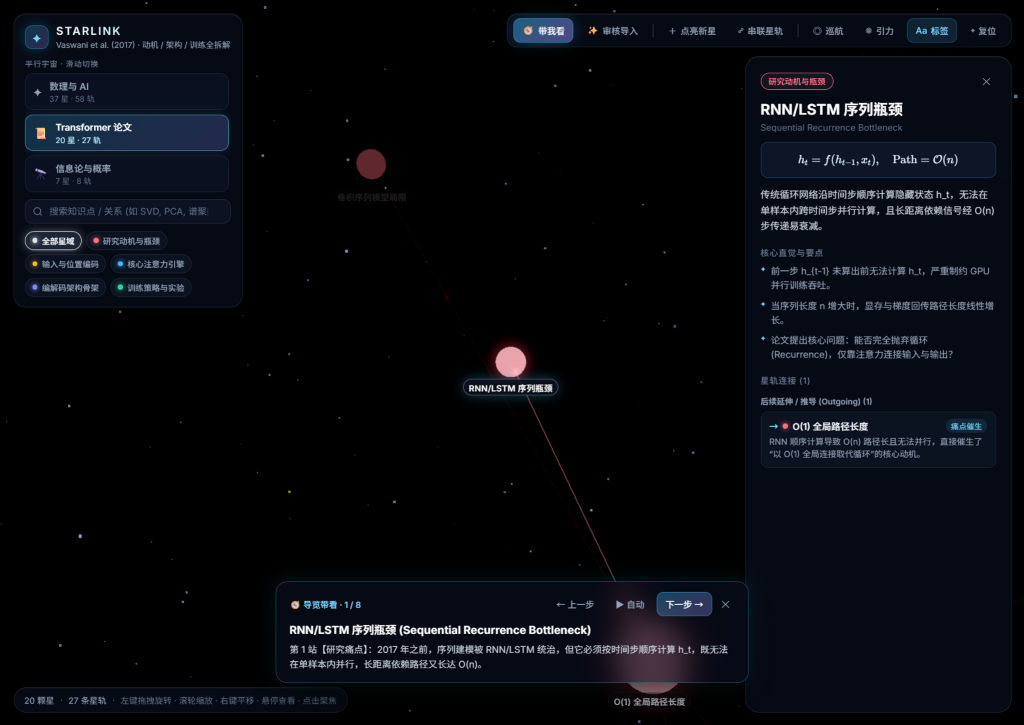 STARLINK
Vaswani et al. (2017) · 动机 / 架构 / 训练全拆解
平行宇宙 · 滑动切换
数理与 AI
37 星 · 58 轨
Transformer 论文
20 星 · 27 轨
信息论与概率
7 星 · 8 轨
搜索知识点 / 关系 (如 SVD, PCA, 谱聚
全部星域
研究动机与瓶颈
输入与位置编码
核心注意力引擎
编解码架构骨架
训练策略与实验
带我看
审核导入
+ 点亮新星
串联星轨
巡航
引力
Aa 标签
复位
研究动机与瓶颈
RNN/LSTM 序列瓶颈
Sequential Recurrence Bottleneck
h_t = f(h_{t-1}, x_t), Path = O(n)
传统循环网络沿时间步顺序计算隐藏状态 h_t，无法在
单样本内跨时间步并行计算，且长距离依赖信号经 O(n)
步传递易衰减。
核心直觉与要点
前一步 h_{t-1} 未算出前无法计算 h_t，严重制约 GPU
并行训练吞吐。
当序列长度 n 增大时，显存与梯度回传路径长度线性增
长。
论文提出核心问题：能否完全抛弃循环
(Recurrence)，仅靠注意力连接输入与输出？
星轨连接 (1)
后续延伸 / 推导 (Outgoing) (1)
→ O(1) 全局路径长度
痛点催生
RNN 顺序计算导致 O(n) 路径长且无法并行，直接催生了
“以 O(1) 全局连接取代循环”的核心动机。
卷积序列模型局限
RNN/LSTM 序列瓶颈
导览带看 · 1 / 8
← 上一步
▶ 自动
下一步 →
RNN/LSTM 序列瓶颈 (Sequential Recurrence Bottleneck)
第 1 站【研究痛点】：2017 年之前，序列建模被 RNN/LSTM 统治，但它必须按时间步顺序计算 h_t，既无法
在单样本内并行，长距离依赖路径又长达 O(n)。
O(1) 全局路径长度
20 颗星 · 27 条星轨 · 左键拖拽旋转 · 滚轮缩放 · 右键平移 · 悬停查看 · 点击聚焦